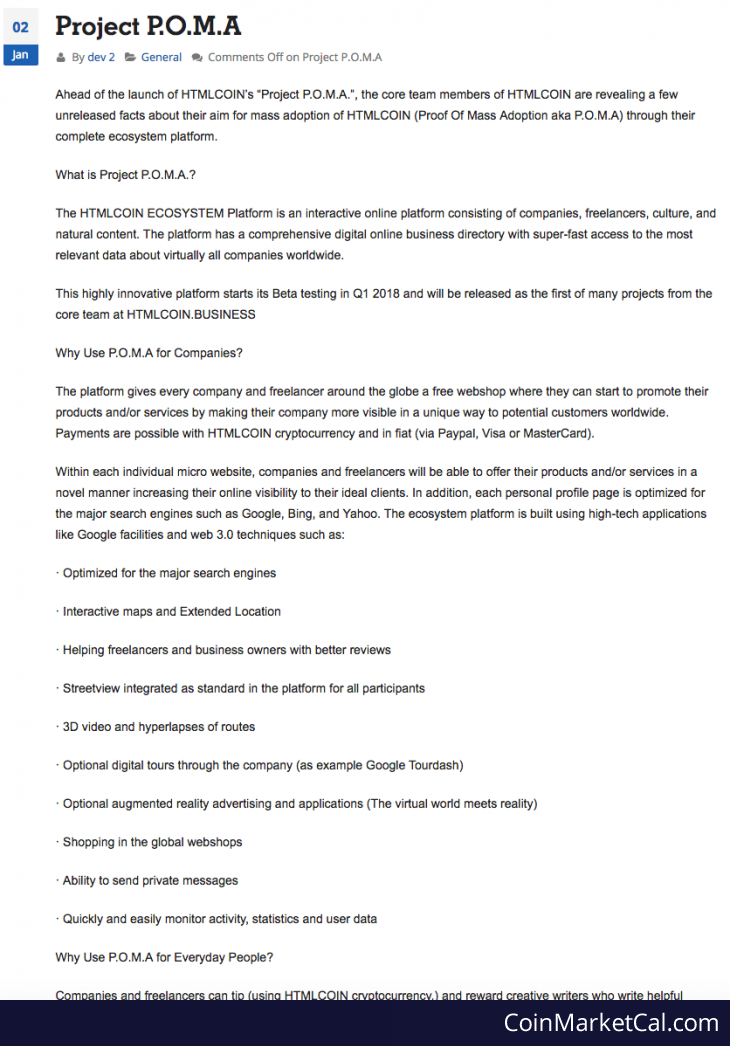 02
Jan
Project P.O.M.A
By dev 2 General Comments Off on Project P.O.M.A
Ahead of the launch of HTMLCOIN's "Project P.O.M.A.", the core team members of HTMLCOIN are revealing a few
unreleased facts about their aim for mass adoption of HTMLCOIN (Proof Of Mass Adoption aka P.O.M.A) through their
complete ecosystem platform.
What is Project P.O.M.A.?
The HTMLCOIN ECOSYSTEM Platform is an interactive online platform consisting of companies, freelancers, culture, and
natural content. The platform has a comprehensive digital online business directory with super-fast access to the most
relevant data about virtually all companies worldwide.
This highly innovative platform starts its Beta testing in Q1 2018 and will be released as the first of many projects from the
core team at HTMLCOIN.BUSINESS
Why Use P.O.M.A for Companies?
The platform gives every company and freelancer around the globe a free webshop where they can start to promote their
products and/or services by making their company more visible in a unique way to potential customers worldwide.
Payments are possible with HTMLCOIN cryptocurrency and in fiat (via Paypal, Visa or MasterCard).
Within each individual micro website, companies and freelancers will be able to offer their products and/or services in a
novel manner increasing their online visibility to their ideal clients. In addition, each personal profile page is optimized for
the major search engines such as Google, Bing, and Yahoo. The ecosystem platform is built using high-tech applications
like Google facilities and web 3.0 techniques such as:
· Optimized for the major search engines
· Interactive maps and Extended Location
· Helping freelancers and business owners with better reviews
· Streetview integrated as standard in the platform for all participants
· 3D video and hyperlapses of routes
· Optional digital tours through the company (as example Google Tourdash)
· Optional augmented reality advertising and applications (The virtual world meets reality)
· Shopping in the global webshops
· Ability to send private messages
· Quickly and easily monitor activity, statistics and user data
Why Use P.O.M.A for Everyday People?
Companies and freelancers can tip (using HTMLCOIN cryptocurrency,) and reward creative writers who write helpful
CoinMarketCal.com